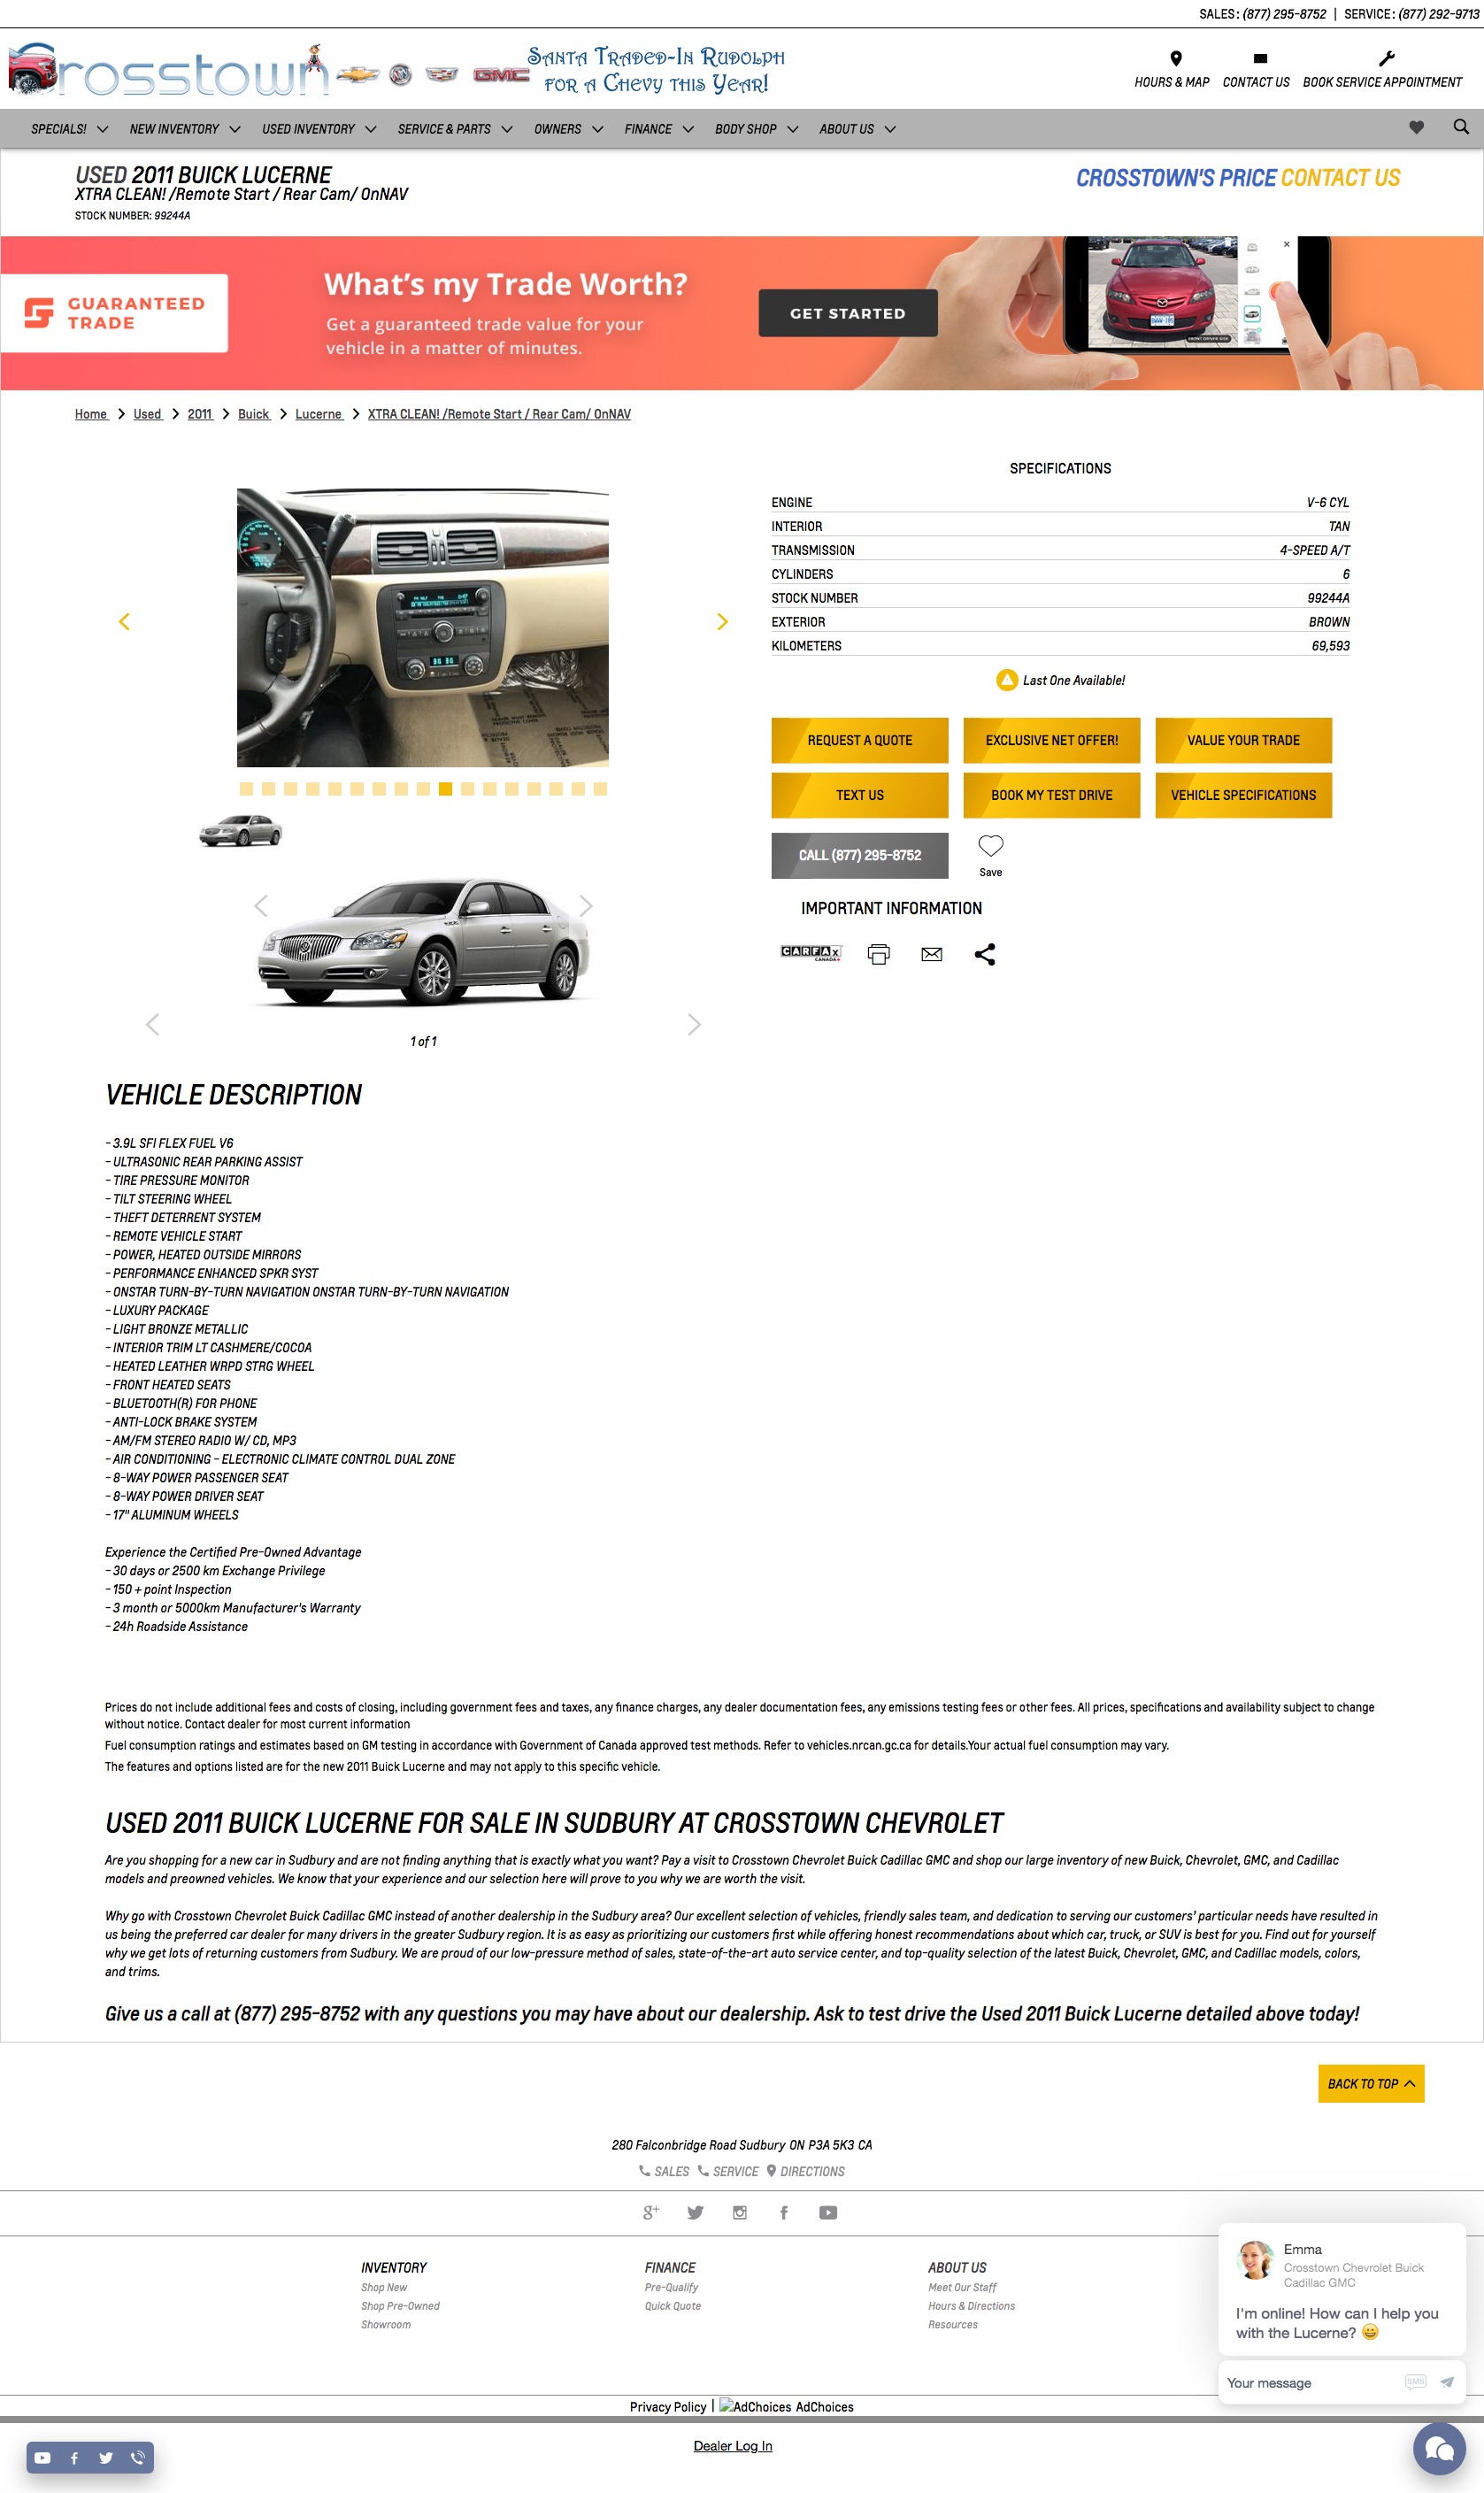 SALES: (877) 295-8752 | SERVICE: (877) 292-9713
Crosstown
GMC
Santa Traded-In Rudolph
for a Chevy this Year!
HOURS & MAP CONTACT US BOOK SERVICE APPOINTMENT
SPECIALS! NEW INVENTORY USED INVENTORY SERVICE & PARTS OWNERS FINANCE BODY SHOP ABOUT US
USED 2011 BUICK LUCERNE
XTRA CLEAN! /Remote Start / Rear Cam/ OnNAV
STOCK NUMBER: 99244A
CROSSTOWN'S PRICE CONTACT US
GUARANTEED
TRADE
What's my Trade Worth?
Get a guaranteed trade value for your
vehicle in a matter of minutes.
GET STARTED
Home > Used > 2011 > Buick > Lucerne > XTRA CLEAN! /Remote Start / Rear Cam/ OnNAV
SPECIFICATIONS
ENGINE V-6 CYL
INTERIOR TAN
TRANSMISSION 4-SPEED A/T
CYLINDERS 6
STOCK NUMBER 99244A
EXTERIOR BROWN
KILOMETERS 69,593
Last One Available!
REQUEST A QUOTE EXCLUSIVE NET OFFER! VALUE YOUR TRADE
TEXT US BOOK MY TEST DRIVE VEHICLE SPECIFICATIONS
CALL (877) 295-8752
Save
IMPORTANT INFORMATION
CARFAX
CANADA
1 of 1
VEHICLE DESCRIPTION
- 3.9L SFI FLEX FUEL V6
- ULTRASONIC REAR PARKING ASSIST
- TIRE PRESSURE MONITOR
- TILT STEERING WHEEL
- THEFT DETERRENT SYSTEM
- REMOTE VEHICLE START
- POWER, HEATED OUTSIDE MIRRORS
- PERFORMANCE ENHANCED SPKR SYST
- ONSTAR TURN-BY-TURN NAVIGATION ONSTAR TURN-BY-TURN NAVIGATION
- LUXURY PACKAGE
- LIGHT BRONZE METALLIC
- INTERIOR TRIM LT CASHMERE/COCOA
- HEATED LEATHER WRPD STRG WHEEL
- FRONT HEATED SEATS
- BLUETOOTH(R) FOR PHONE
- ANTI-LOCK BRAKE SYSTEM
- AM/FM STEREO RADIO W/ CD, MP3
- AIR CONDITIONING - ELECTRONIC CLIMATE CONTROL DUAL ZONE
- 8-WAY POWER PASSENGER SEAT
- 8-WAY POWER DRIVER SEAT
- 17" ALUMINUM WHEELS
Experience the Certified Pre-Owned Advantage
- 30 days or 2500 km Exchange Privilege
- 150 + point Inspection
- 3 month or 5000km Manufacturer's Warranty
- 24h Roadside Assistance
Prices do not include additional fees and costs of closing, including government fees and taxes, any finance charges, any dealer documentation fees, any emissions testing fees or other fees. All prices, specifications and availability subject to change
without notice. Contact dealer for most current information
Fuel consumption ratings and estimates based on GM testing in accordance with Government of Canada approved test methods. Refer to vehicles.nrcan.gc.ca for details.Your actual fuel consumption may vary.
The features and options listed are for the new 2011 Buick Lucerne and may not apply to this specific vehicle.
USED 2011 BUICK LUCERNE FOR SALE IN SUDBURY AT CROSSTOWN CHEVROLET
Are you shopping for a new car in Sudbury and are not finding anything that is exactly what you want? Pay a visit to Crosstown Chevrolet Buick Cadillac GMC and shop our large inventory of new Buick, Chevrolet, GMC, and Cadillac
models and preowned vehicles. We know that your experience and our selection here will prove to you why we are worth the visit.
Why go with Crosstown Chevrolet Buick Cadillac GMC instead of another dealership in the Sudbury area? Our excellent selection of vehicles, friendly sales team, and dedication to serving our customers' particular needs have resulted in
us being the preferred car dealer for many drivers in the greater Sudbury region. It is as easy as prioritizing our customers first while offering honest recommendations about which car, truck, or SUV is best for you. Find out for yourself
why we get lots of returning customers from Sudbury. We are proud of our low-pressure method of sales, state-of-the-art auto service center, and top-quality selection of the latest Buick, Chevrolet, GMC, and Cadillac models, colors,
and trims.
Give us a call at (877) 295-8752 with any questions you may have about our dealership. Ask to test drive the Used 2011 Buick Lucerne detailed above today!
BACK TO TOP
280 Falconbridge Road Sudbury ON P3A 5K3 CA
SALES SERVICE DIRECTIONS
INVENTORY
Shop New
Shop Pre-Owned
Showroom
FINANCE
Pre-Qualify
Quick Quote
ABOUT US
Meet Our Staff
Hours & Directions
Resources
Emma
Crosstown Chevrolet Buick
Cadillac GMC
I'm online! How can I help you
with the Lucerne? 😀
Your message
SMS
Privacy Policy | AdChoices AdChoices
Dealer Log In